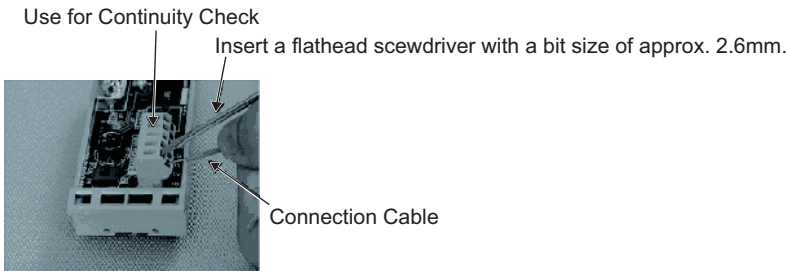 Use for Continuity Check
Insert a flathead scewdriver with a bit size of approx. 2.6mm.
Connection Cable